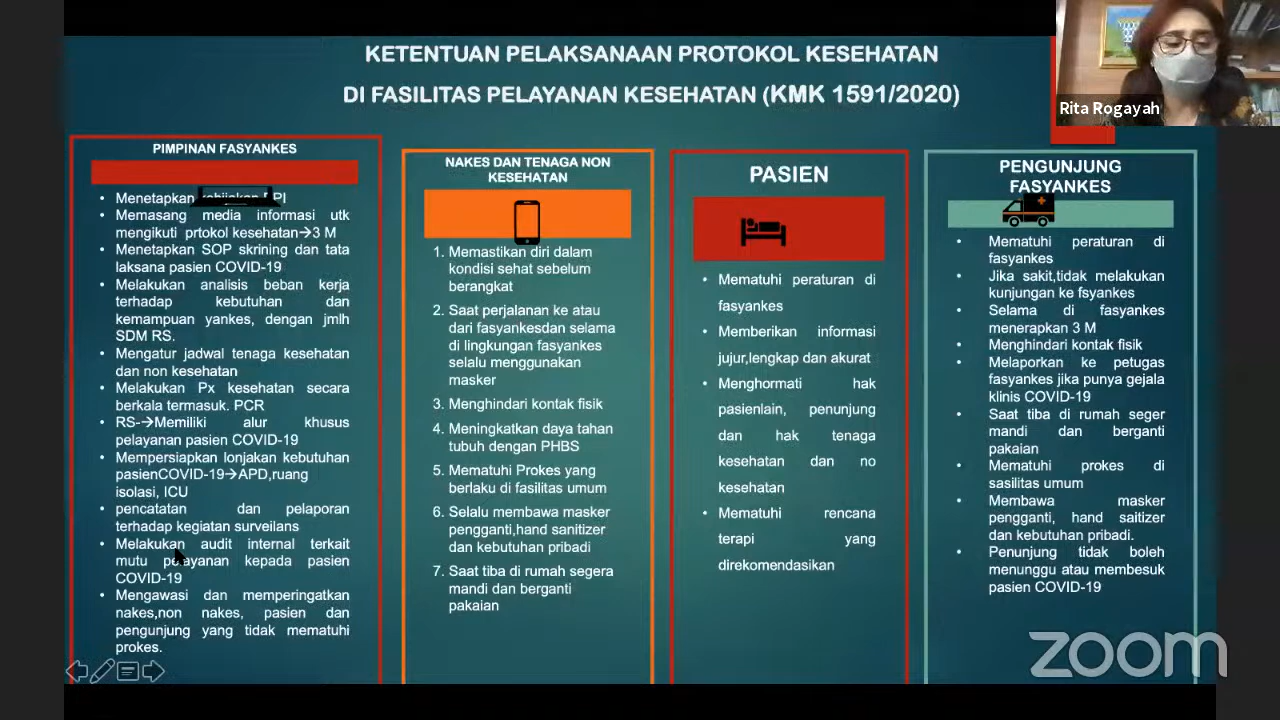 KETENTUAN PELAKSANAAN PROTOKOL KESEHATAN
DI FASILITAS PELAYANAN KESEHATAN (KMK 1591/2020)
Rita Rogayah
PIMPINAN FASYANKES
• Menetapkan kebijakan PPI
• Memasang media informasi utk
mengikuti prtokol kesehatan→3 M
• Menetapkan SOP skrining dan tata
laksana pasien COVID-19
• Melakukan analisis beban kerja
terhadap kebutuhan dan
kemampuan yankes, dengan jmlh
SDM RS.
• Mengatur jadwal tenaga kesehatan
dan non kesehatan
• Melakukan Px kesehatan secara
berkala termasuk. PCR
• RS-→Memiliki alur khusus
pelayanan pasien COVID-19
• Mempersiapkan lonjakan kebutuhan
pasienCOVID-19→APD,ruang
isolasi, ICU
• pencatatan dan pelaporan
terhadap kegiatan surveilans
• Melakukan audit internal terkait
mutu pelayanan kepada pasien
COVID-19
• Mengawasi dan memperingatkan
nakes,non nakes, pasien dan
pengunjung yang tidak mematuhi
prokes.
NAKES DAN TENAGA NON
KESEHATAN
1. Memastikan diri dalam
kondisi sehat sebelum
berangkat
2. Saat perjalanan ke atau
dari fasyankesdan selama
di lingkungan fasyankes
selalu menggunakan
masker
3. Menghindari kontak fisik
4. Meningkatkan daya tahan
tubuh dengan PHBS
5. Mematuhi Prokes yang
berlaku di fasilitas umum
6. Selalu membawa masker
pengganti,hand sanitizer
dan kebutuhan pribadi
7. Saat tiba di rumah segera
mandi dan berganti
pakaian
PASIEN
• Mematuhi peraturan di
fasyankes
• Memberikan informasi
jujur,lengkap dan akurat
• Menghormati hak
pasienlain, penunjung
dan hak tenaga
kesehatan dan no
kesehatan
• Mematuhi rencana
terapi yang
direkomendasikan
PENGUNJUNG
FASYANKES
• Mematuhi peraturan di
fasyankes
• Jika sakit,tidak melakukan
kunjungan ke fsyankes
• Selama di fasyankes
menerapkan 3 M
• Menghindari kontak fisik
• Melaporkan ke petugas
fasyankes jika punya gejala
klinis COVID-19
• Saat tiba di rumah seger
mandi dan berganti
pakaian
• Mematuhi prokes di
sasilitas umum
• Membawa masker
pengganti, hand saitizer
dan kebutuhan pribadi.
• Penunjung tidak boleh
menunggu atau membesuk
pasien COVID-19
zoom